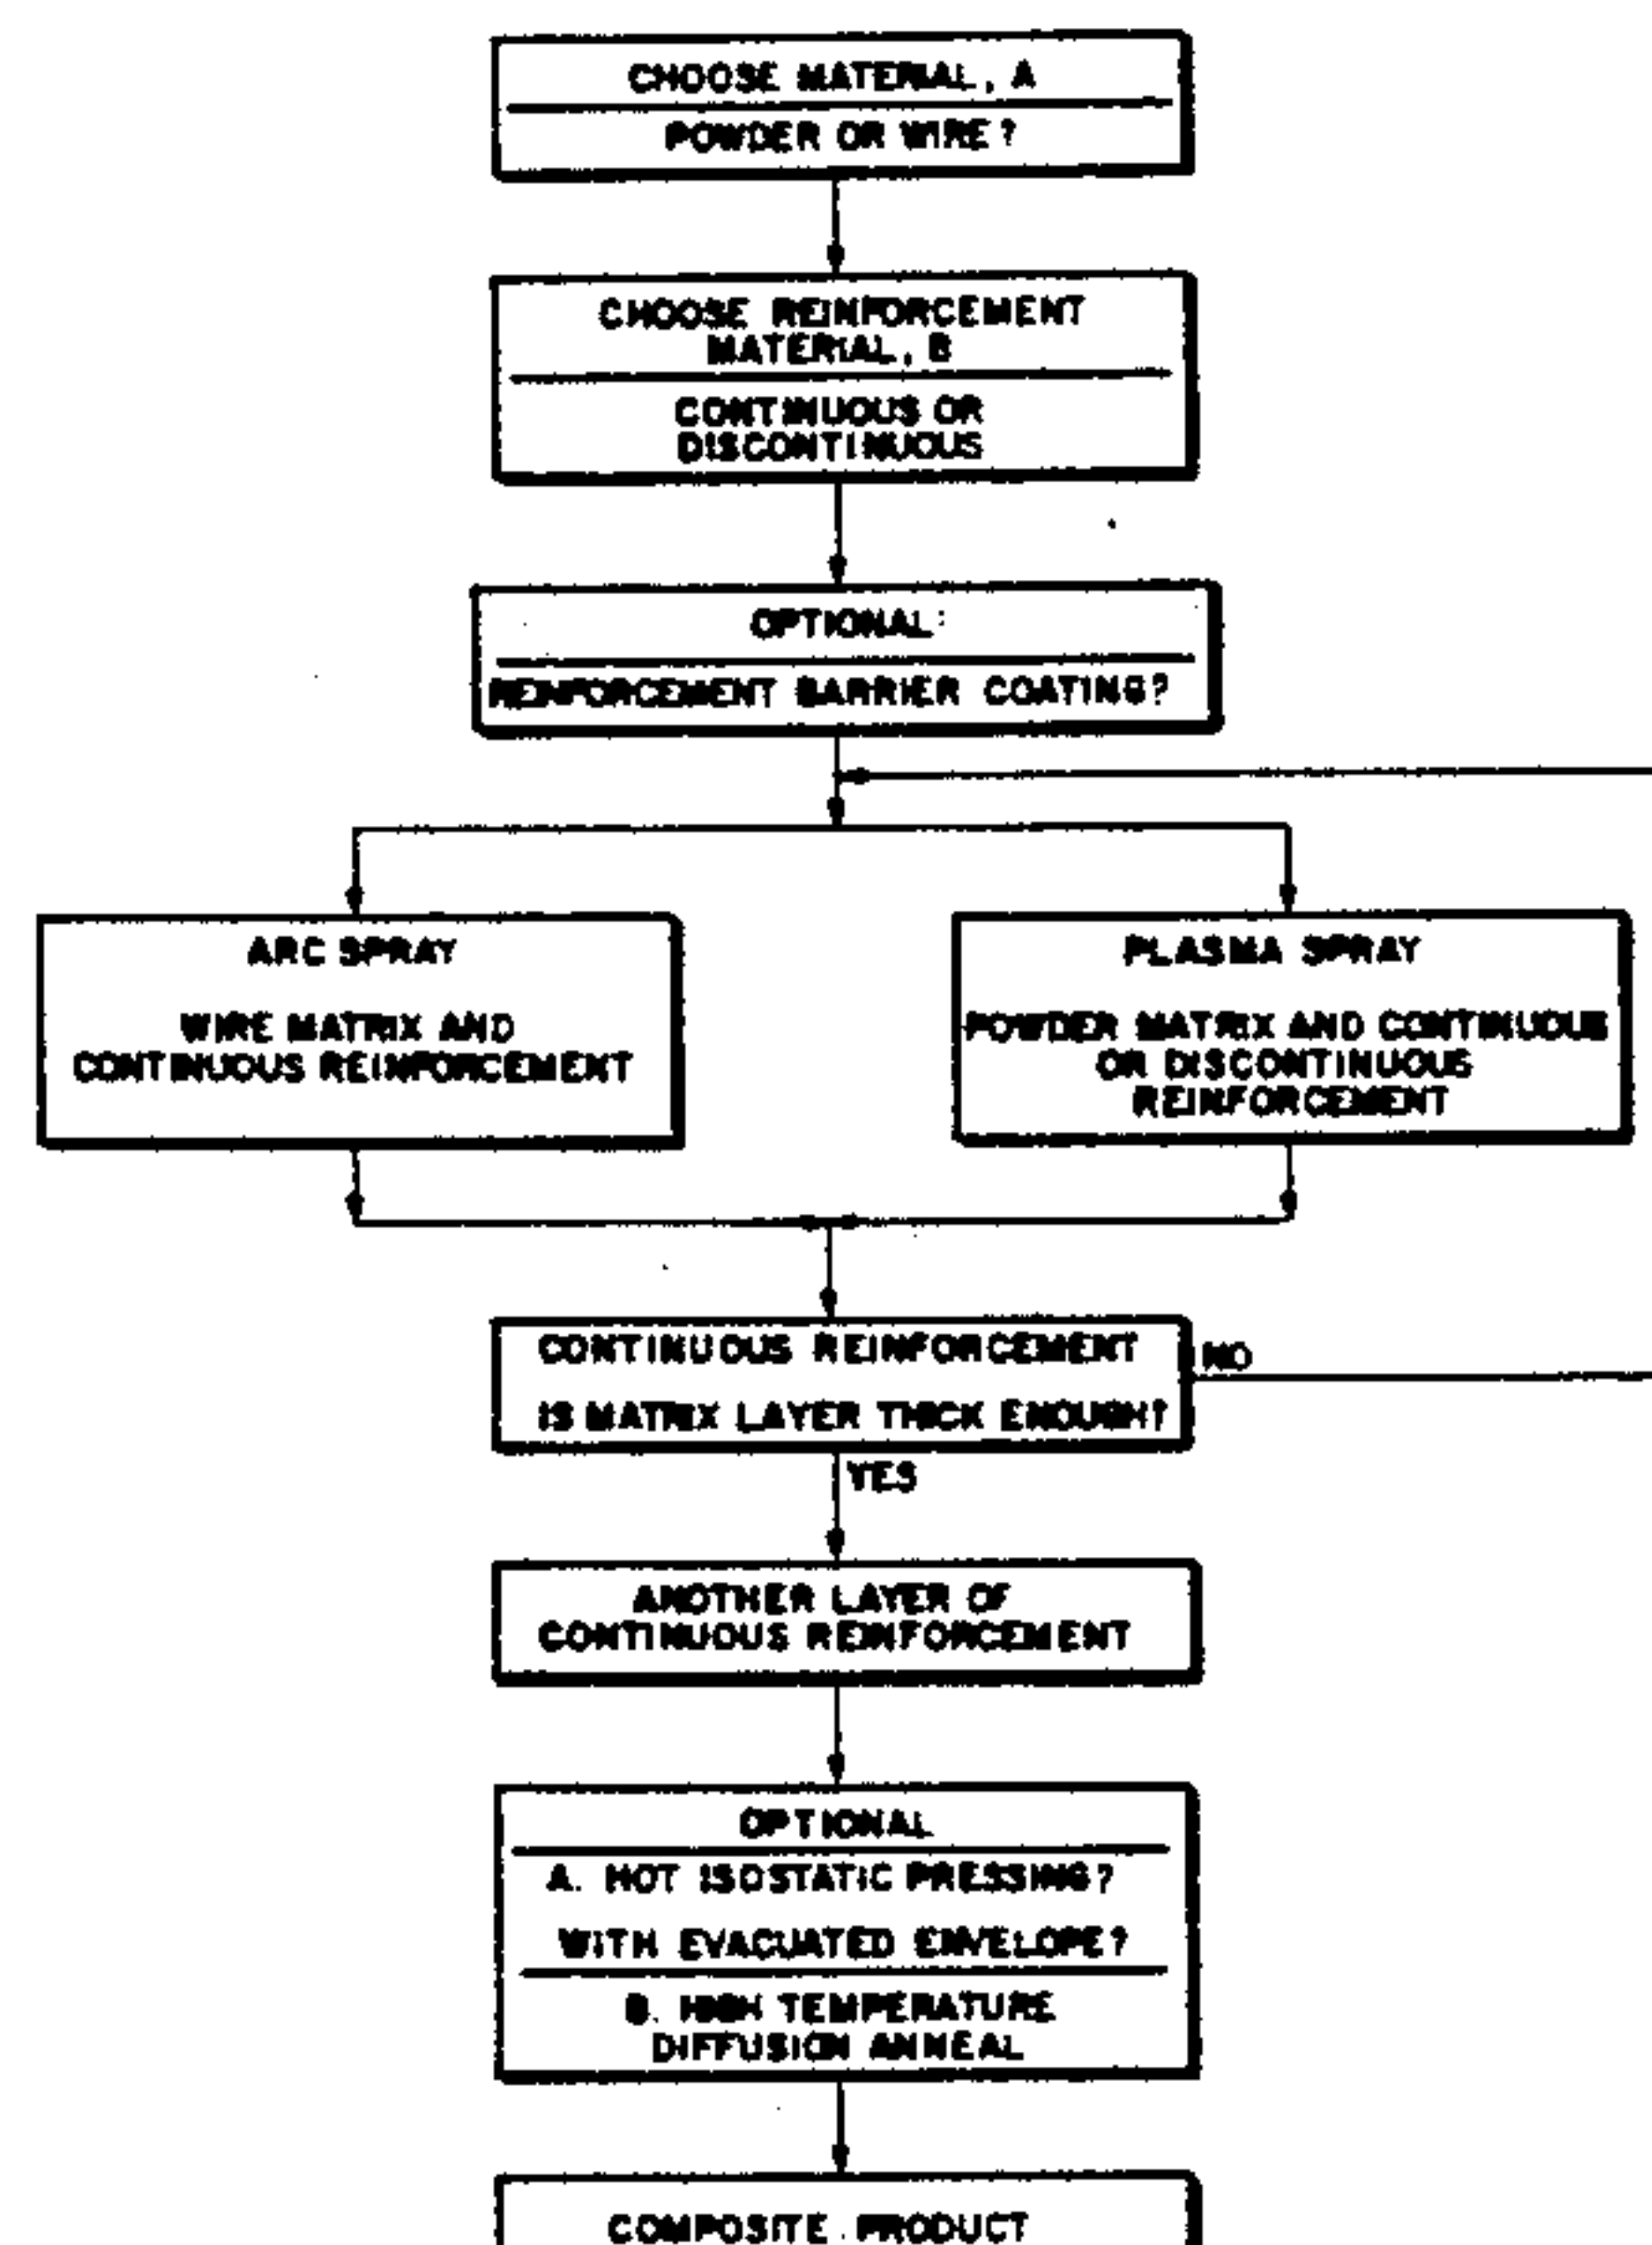 CHOOSE MATERIAL, A
POWDER OR WIRE?
CHOOSE REINFORCEMENT
MATERIAL, B
CONTINUOUS OR
DISCONTINUOUS
OPTIONAL:
REINFORCEMENT BARRIER COATING?
ARC SPRAY
WIRE MATRIX AND
CONTINUOUS REINFORCEMENT
PLASMA SPRAY
POWDER MATRIX AND CONTINUOUS
OR DISCONTINUOUS
REINFORCEMENT
CONTINUOUS REINFORCEMENT
IS MATRIX LAYER THICK ENOUGH?
NO
YES
ANOTHER LAYER OF
CONTINUOUS REINFORCEMENT
OPTIONAL
A. HOT ISOSTATIC PRESSING?
WITH EVACUATED ENVELOPE?
B. HIGH TEMPERATURE
DIFFUSION ANNEAL
COMPOSITE PRODUCT